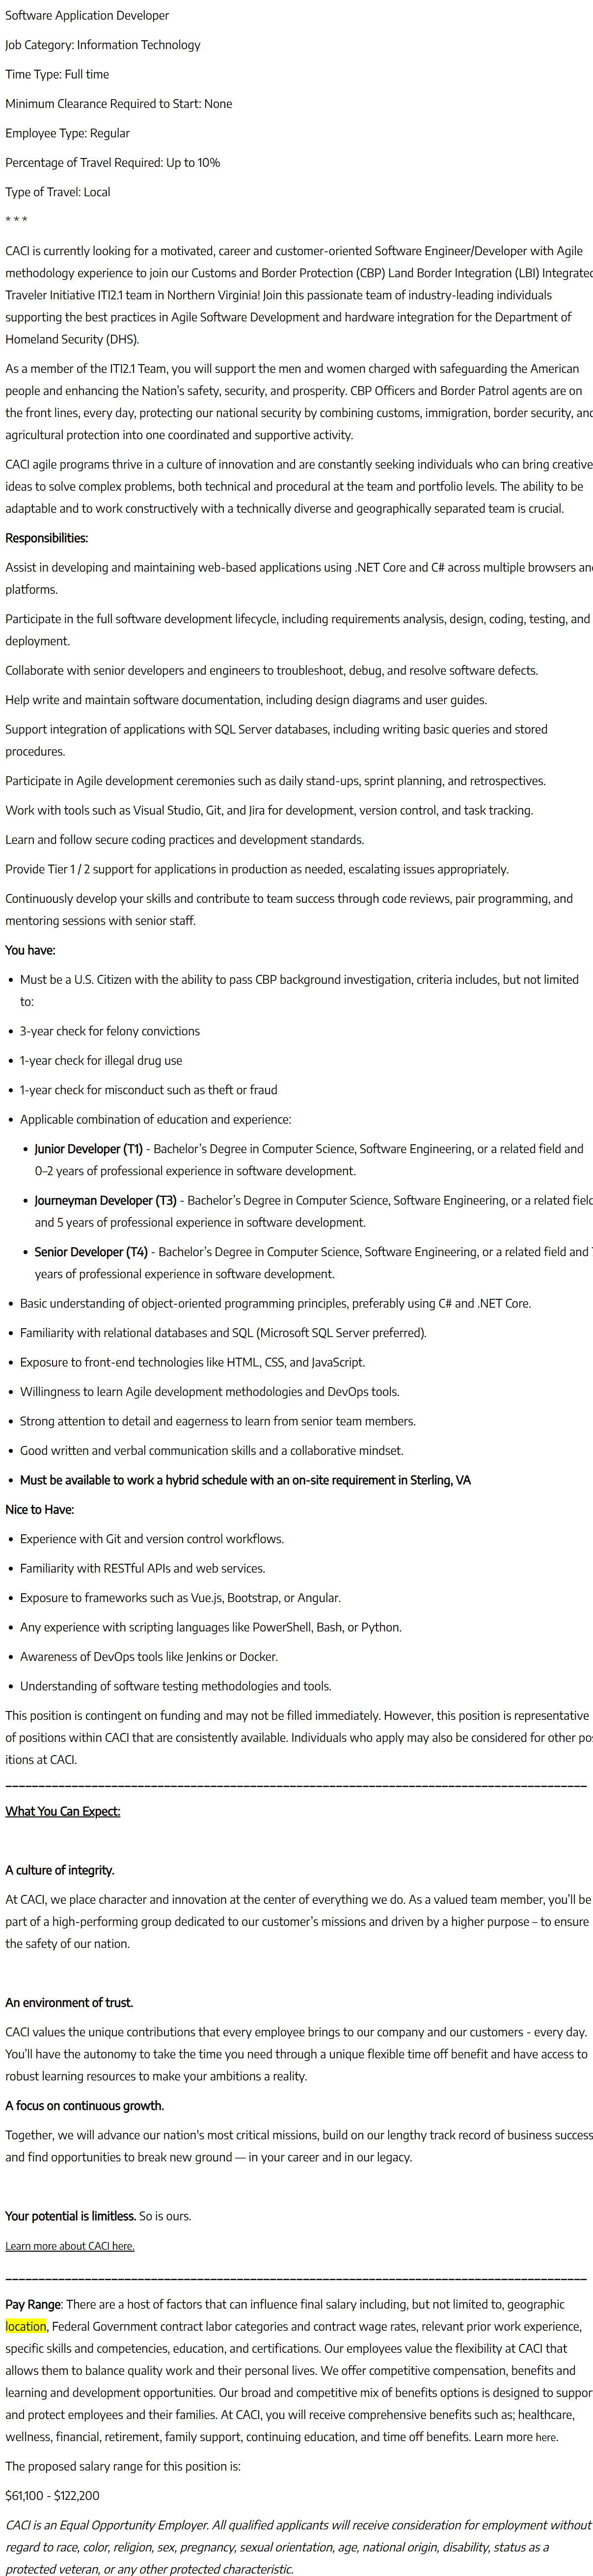 Software Application Developer
Job Category: Information Technology
Time Type: Full time
Minimum Clearance Required to Start: None
Employee Type: Regular
Percentage of Travel Required: Up to 10%
Type of Travel: Local
* * *
CACI is currently looking for a motivated, career and customer-oriented Software Engineer/Developer with Agile
methodology experience to join our Customs and Border Protection (CBP) Land Border Integration (LBI) Integrated
Traveler Initiative ITI2.1 team in Northern Virginia! Join this passionate team of industry-leading individuals
supporting the best practices in Agile Software Development and hardware integration for the Department of
Homeland Security (DHS).
As a member of the ITI2.1 Team, you will support the men and women charged with safeguarding the American
people and enhancing the Nation's safety, security, and prosperity. CBP Officers and Border Patrol agents are on
the front lines, every day, protecting our national security by combining customs, immigration, border security, and
agricultural protection into one coordinated and supportive activity.
CACI agile programs thrive in a culture of innovation and are constantly seeking individuals who can bring creative
ideas to solve complex problems, both technical and procedural at the team and portfolio levels. The ability to be
adaptable and to work constructively with a technically diverse and geographically separated team is crucial.
Responsibilities:
Assist in developing and maintaining web-based applications using .NET Core and C# across multiple browsers and
platforms.
Participate in the full software development lifecycle, including requirements analysis, design, coding, testing, and
deployment.
Collaborate with senior developers and engineers to troubleshoot, debug, and resolve software defects.
Help write and maintain software documentation, including design diagrams and user guides.
Support integration of applications with SQL Server databases, including writing basic queries and stored
procedures.
Participate in Agile development ceremonies such as daily stand-ups, sprint planning, and retrospectives.
Work with tools such as Visual Studio, Git, and Jira for development, version control, and task tracking.
Learn and follow secure coding practices and development standards.
Provide Tier 1 / 2 support for applications in production as needed, escalating issues appropriately.
Continuously develop your skills and contribute to team success through code reviews, pair programming, and
mentoring sessions with senior staff.
You have:
• Must be a U.S. Citizen with the ability to pass CBP background investigation, criteria includes, but not limited
to:
• 3-year check for felony convictions
• 1-year check for illegal drug use
• 1-year check for misconduct such as theft or fraud
• Applicable combination of education and experience:
• Junior Developer (T1) - Bachelor's Degree in Computer Science, Software Engineering, or a related field and
0–2 years of professional experience in software development.
• Journeyman Developer (T3) - Bachelor's Degree in Computer Science, Software Engineering, or a related field
and 5 years of professional experience in software development.
• Senior Developer (T4) - Bachelor's Degree in Computer Science, Software Engineering, or a related field and
years of professional experience in software development.
• Basic understanding of object-oriented programming principles, preferably using C# and .NET Core.
• Familiarity with relational databases and SQL (Microsoft SQL Server preferred).
• Exposure to front-end technologies like HTML, CSS, and JavaScript.
• Willingness to learn Agile development methodologies and DevOps tools.
• Strong attention to detail and eagerness to learn from senior team members.
• Good written and verbal communication skills and a collaborative mindset.
• Must be available to work a hybrid schedule with an on-site requirement in Sterling, VA
Nice to Have:
• Experience with Git and version control workflows.
• Familiarity with RESTful APIs and web services.
• Exposure to frameworks such as Vue.js, Bootstrap, or Angular.
• Any experience with scripting languages like PowerShell, Bash, or Python.
• Awareness of DevOps tools like Jenkins or Docker.
• Understanding of software testing methodologies and tools.
This position is contingent on funding and may not be filled immediately. However, this position is representative
of positions within CACI that are consistently available. Individuals who apply may also be considered for other pos
itions at CACI.
What You Can Expect:
A culture of integrity.
At CACI, we place character and innovation at the center of everything we do. As a valued team member, you'll be
part of a high-performing group dedicated to our customer's missions and driven by a higher purpose – to ensure
the safety of our nation.
An environment of trust.
CACI values the unique contributions that every employee brings to our company and our customers - every day.
You'll have the autonomy to take the time you need through a unique flexible time off benefit and have access to
robust learning resources to make your ambitions a reality.
A focus on continuous growth.
Together, we will advance our nation's most critical missions, build on our lengthy track record of business success,
and find opportunities to break new ground — in your career and in our legacy.
Your potential is limitless. So is ours.
Learn more about CACI here.
Pay Range: There are a host of factors that can influence final salary including, but not limited to, geographic
location, Federal Government contract labor categories and contract wage rates, relevant prior work experience,
specific skills and competencies, education, and certifications. Our employees value the flexibility at CACI that
allows them to balance quality work and their personal lives. We offer competitive compensation, benefits and
learning and development opportunities. Our broad and competitive mix of benefits options is designed to support
and protect employees and their families. At CACI, you will receive comprehensive benefits such as; healthcare,
wellness, financial, retirement, family support, continuing education, and time off benefits. Learn more here.
The proposed salary range for this position is:
$61,100 - $122,200
CACI is an Equal Opportunity Employer. All qualified applicants will receive consideration for employment without
regard to race, color, religion, sex, pregnancy, sexual orientation, age, national origin, disability, status as a
protected veteran, or any other protected characteristic.